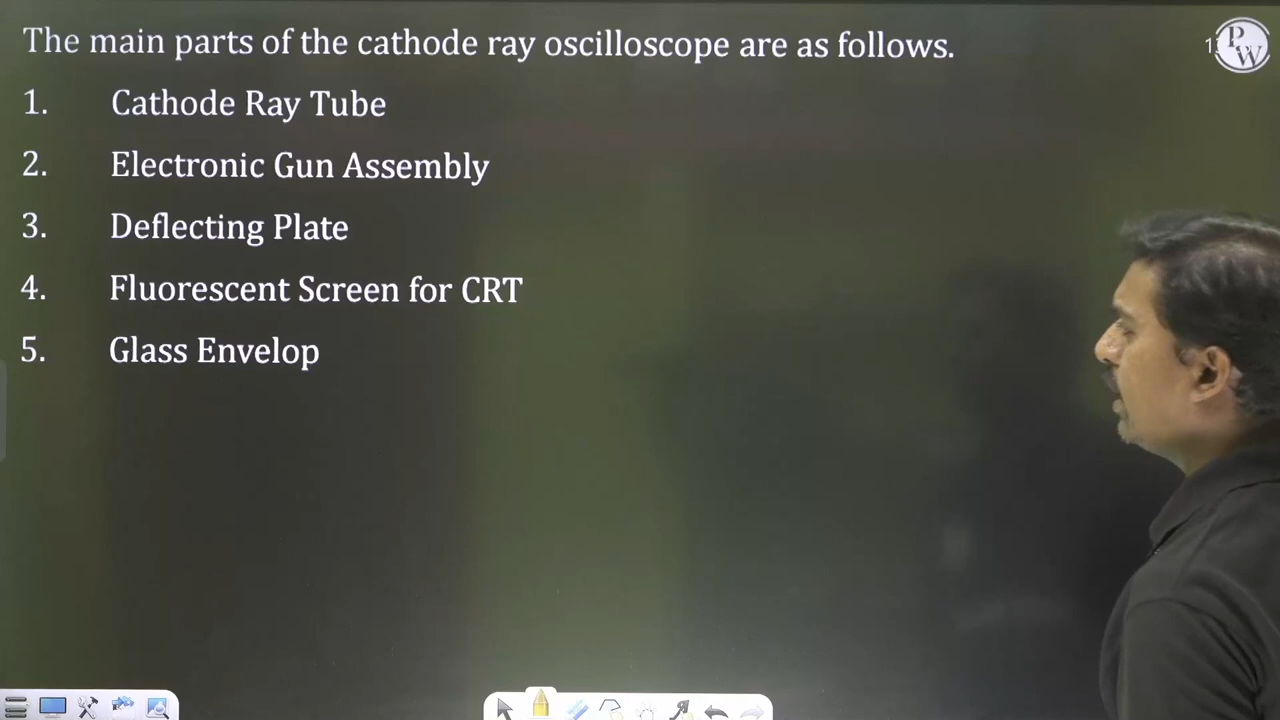 The main parts of the cathode ray oscilloscope are as follows.
1. Cathode Ray Tube
2. Electronic Gun Assembly
3. Deflecting Plate
4. Fluorescent Screen for CRT
5. Glass Envelop
PW